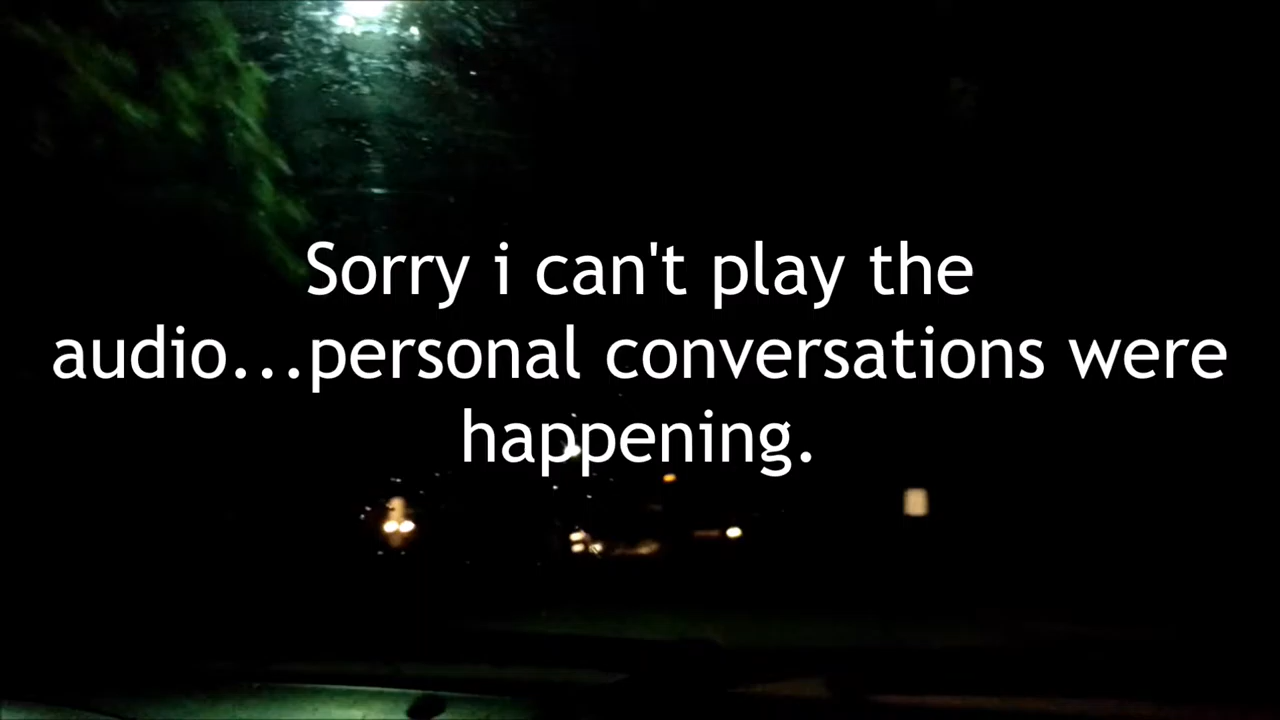 Sorry i can't play the
audio...personal conversations were
happening.